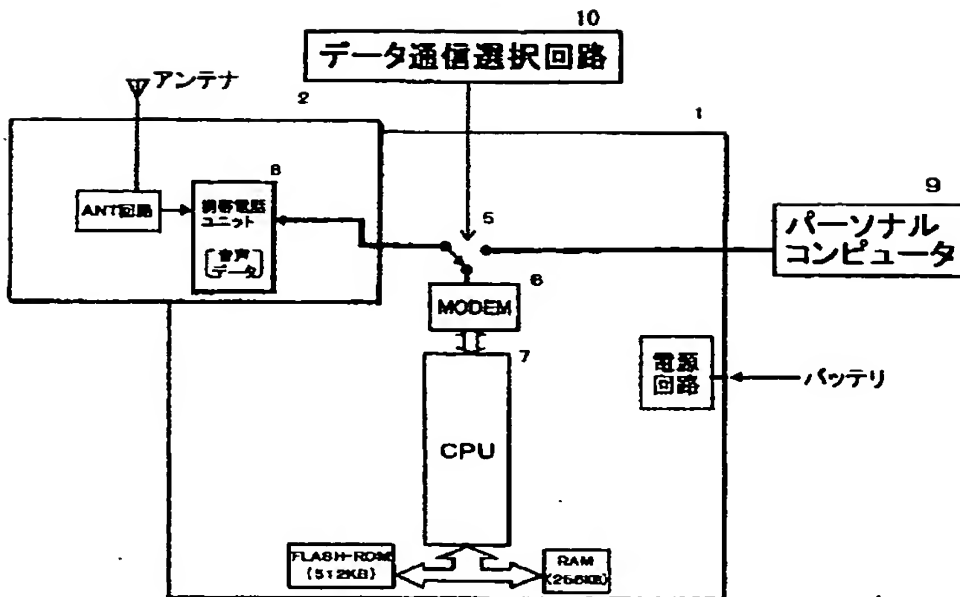 10
データ通信選択回路
アンテナ
2
1
8
ANT回路
携帯電話
ユニット
音声
データ
5
9
パーソナル
コンピュータ
6
MODEM
7
電源
回路
バッテリ
CPU
FLASH-ROM
(512KB)
RAM
(256KB)